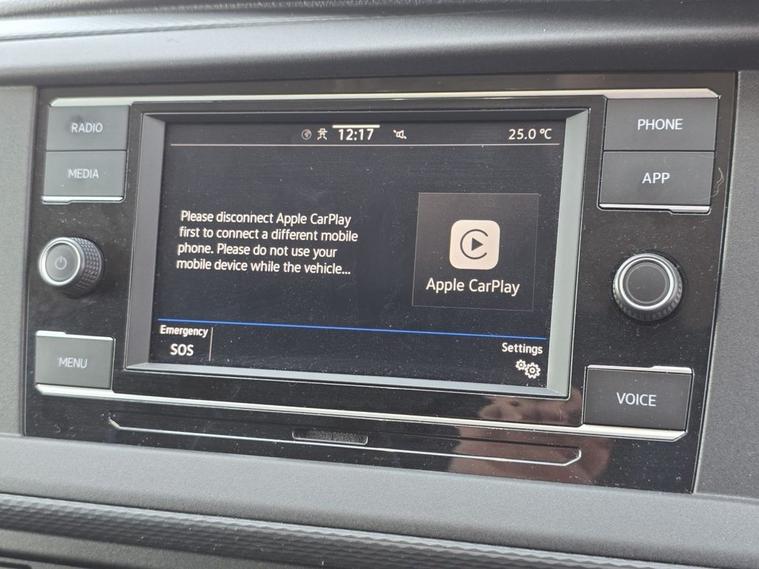 RADIO
MEDIA
MENU
12:17
25.0 °C
Please disconnect Apple CarPlay
first to connect a different mobile
phone. Please do not use your
mobile device while the vehicle...
Apple CarPlay
Emergency
SOS
Settings
PHONE
APP
VOICE